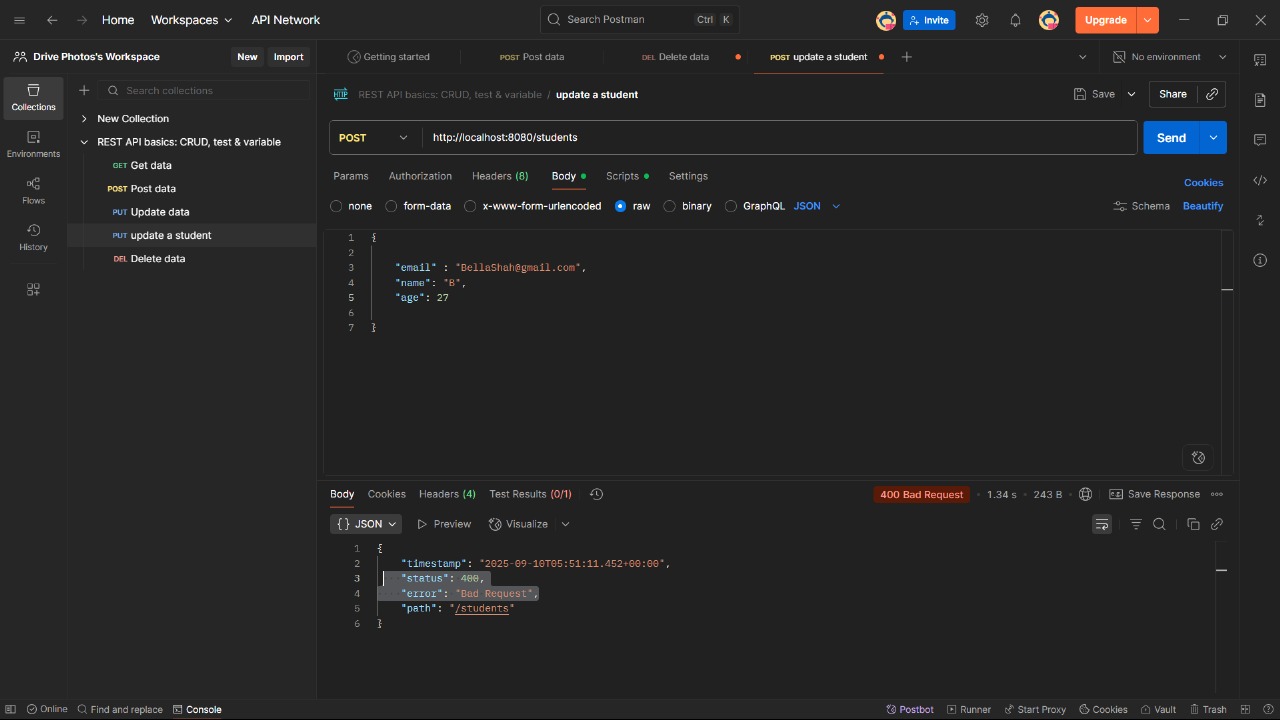 Home Workspaces API Network Search Postman Ctrl K Invite Upgrade
Drive Photos's Workspace New Import Getting started POST Post data DEL Delete data POST update a student No environment
Collections
Environments
Flows
History
Search collections
New Collection
REST API basics: CRUD, test & variable
GET Get data
POST Post data
PUT Update data
PUT update a student
DEL Delete data
HTTP REST API basics: CRUD, test & variable / update a student Save Share
POST http://localhost:8080/students Send
Params Authorization Headers (8) Body Scripts Settings Cookies
none form-data x-www-form-urlencoded raw binary GraphQL JSON Schema Beautify
1 {
2
3 "email" : "BellaShah@gmail.com",
4 "name": "B",
5 "age": 27
6
7 }
Body Cookies Headers (4) Test Results (0/1) 400 Bad Request 1.34 s 243 B Save Response
{} JSON Preview Visualize
1 {
2 "timestamp": "2025-09-10T05:51:11.452+00:00",
3 "status": 400,
4 "error": "Bad Request",
5 "path": "/students"
6 }
Online Find and replace Console Postbot Runner Start Proxy Cookies Vault Trash